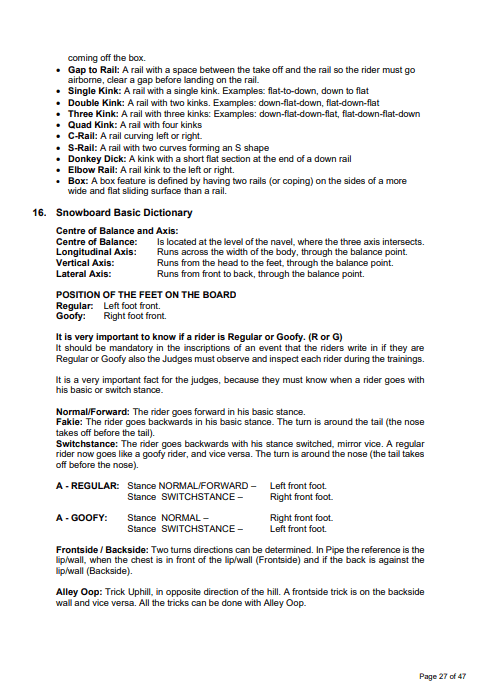 coming off the box.
• Gap to Rail: A rail with a space between the take off and the rail so the rider must go
airborne, clear a gap before landing on the rail.
• Single Kink: A rail with a single kink. Examples: flat-to-down, down to flat
• Double Kink: A rail with two kinks. Examples: down-flat-down, flat-down-flat
• Three Kink: A rail with three kinks: Examples: down-flat-down-flat, flat-down-flat-down
• Quad Kink: A rail with four kinks
• C-Rail: A rail curving left or right.
• S-Rail: A rail with two curves forming an S shape
• Donkey Dick: A kink with a short flat section at the end of a down rail
• Elbow Rail: A rail kink to the left or right.
• Box: A box feature is defined by having two rails (or coping) on the sides of a more
wide and flat sliding surface than a rail.
16. Snowboard Basic Dictionary
Centre of Balance and Axis:
Centre of Balance: Is located at the level of the navel, where the three axis intersects.
Longitudinal Axis: Runs across the width of the body, through the balance point.
Vertical Axis: Runs from the head to the feet, through the balance point.
Lateral Axis: Runs from front to back, through the balance point.
POSITION OF THE FEET ON THE BOARD
Regular: Left foot front.
Goofy: Right foot front.
It is very important to know if a rider is Regular or Goofy. (R or G)
It should be mandatory in the inscriptions of an event that the riders write in if they are
Regular or Goofy also the Judges must observe and inspect each rider during the trainings.
It is a very important fact for the judges, because they must know when a rider goes with
his basic or switch stance.
Normal/Forward: The rider goes forward in his basic stance.
Fakie: The rider goes backwards in his basic stance. The turn is around the tail (the nose
takes off before the tail).
Switchstance: The rider goes backwards with his stance switched, mirror vice. A regular
rider now goes like a goofy rider, and vice versa. The turn is around the nose (the tail takes
off before the nose).
A - REGULAR: Stance NORMAL/FORWARD – Left front foot.
Stance SWITCHSTANCE – Right front foot.
A - GOOFY: Stance NORMAL – Right front foot.
Stance SWITCHSTANCE – Left front foot.
Frontside / Backside: Two turns directions can be determined. In Pipe the reference is the
lip/wall, when the chest is in front of the lip/wall (Frontside) and if the back is against the
lip/wall (Backside).
Alley Oop: Trick Uphill, in opposite direction of the hill. A frontside trick is on the backside
wall and vice versa. All the tricks can be done with Alley Oop.
Page 27 of 47